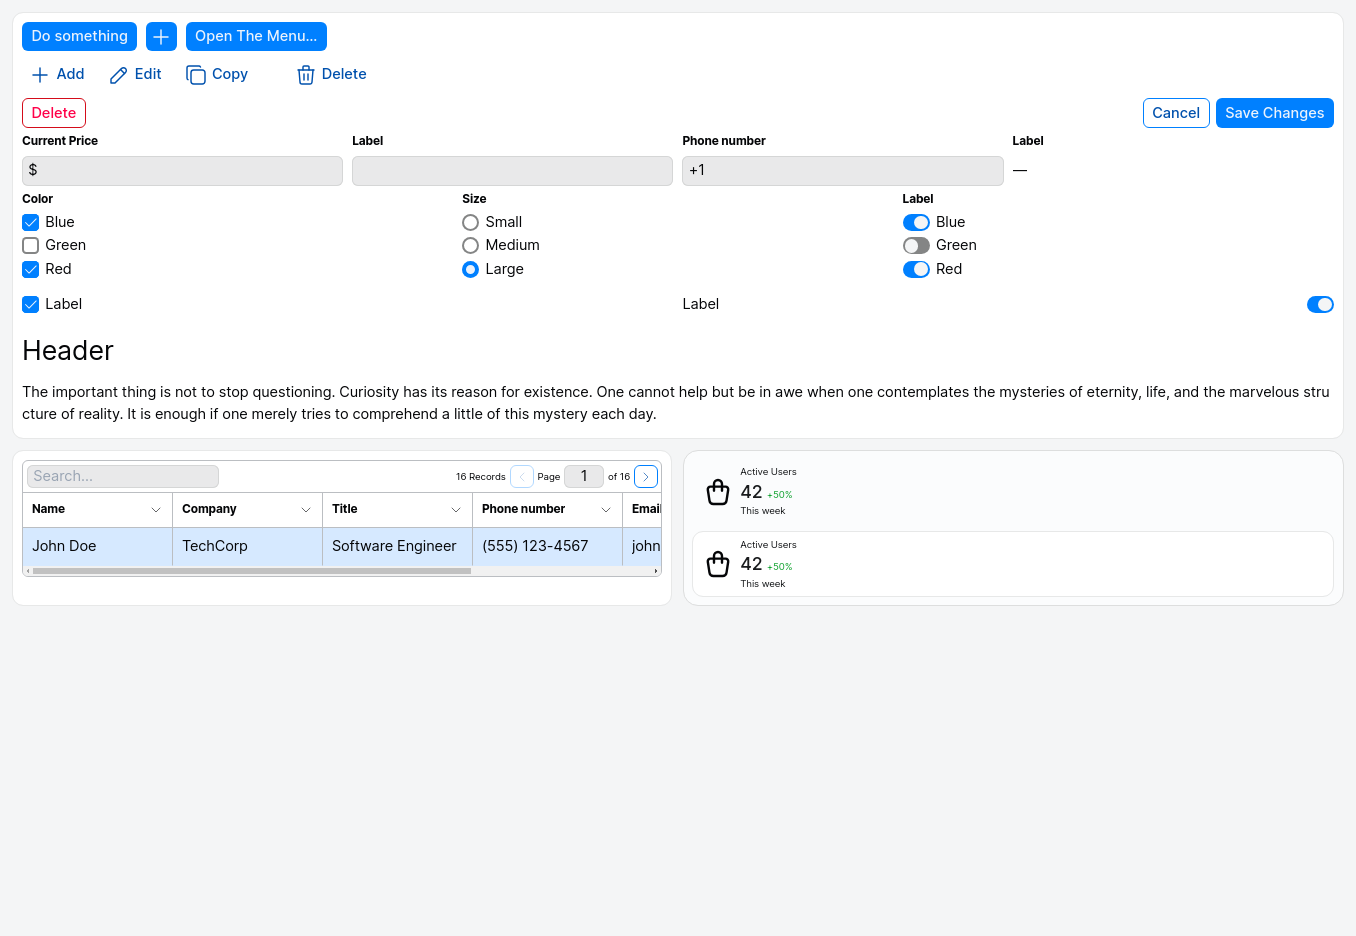 Do something Open The Menu...
Add Edit Copy Delete
Delete Cancel Save Changes
Current Price Label Phone number Label
$ +1 —
Color Size Label
Blue Small Blue
Green Medium Green
Red Large Red
Label Label
Header
The important thing is not to stop questioning. Curiosity has its reason for existence. One cannot help but be in awe when one contemplates the mysteries of eternity, life, and the marvelous stru
cture of reality. It is enough if one merely tries to comprehend a little of this mystery each day.
Search... 16 Records Page 1 of 16
Name Company Title Phone number Email
John Doe TechCorp Software Engineer (555) 123-4567 john
Active Users
42 +50%
This week
Active Users
42 +50%
This week